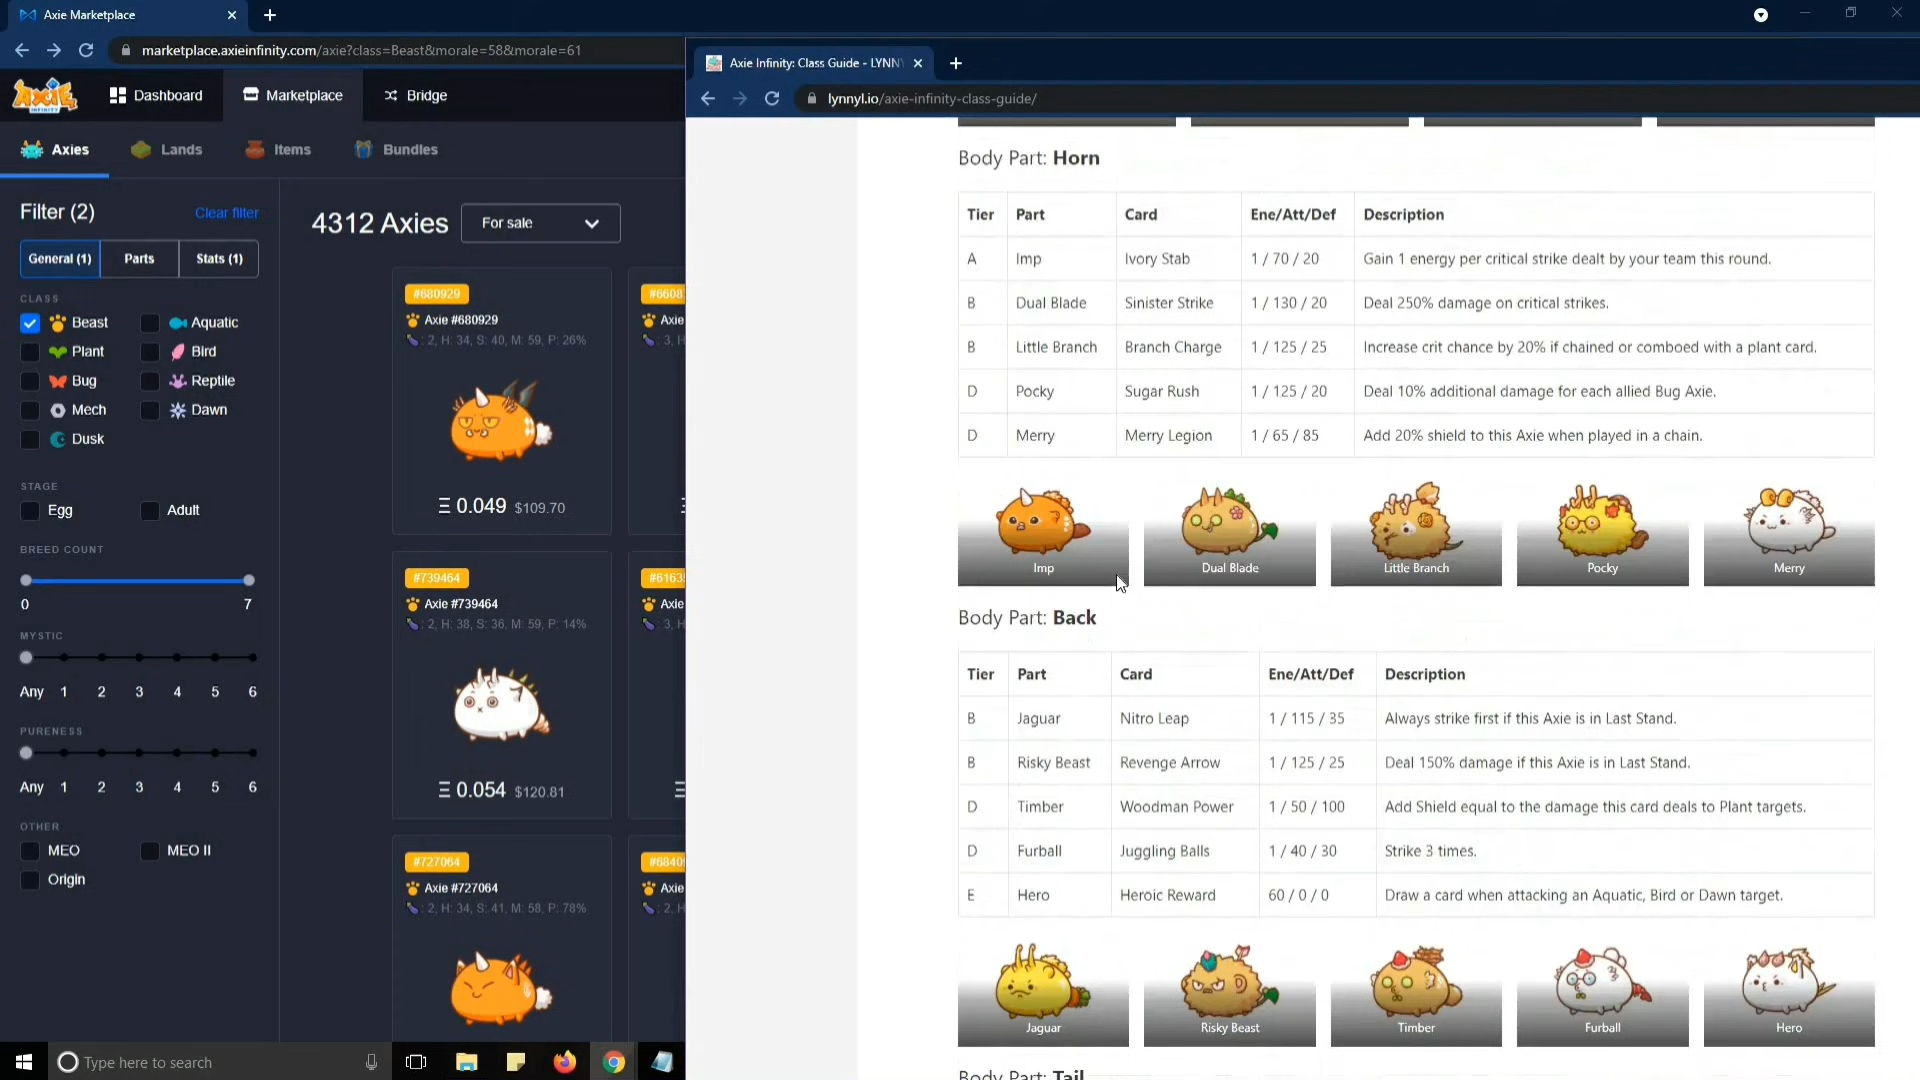 Axie Marketplace
marketplace.axieinfinity.com/axie?class=Beast&morale=58&morale=61
AXIE
INFINITY
Dashboard
Marketplace
Bridge
Axies
Lands
Items
Bundles
Filter (2)
Clear filter
General (1)
Parts
Stats (1)
CLASS
Beast
Aquatic
Plant
Bird
Bug
Reptile
Mech
Dawn
Dusk
STAGE
Egg
Adult
BREED COUNT
0
7
MYSTIC
Any 1 2 3 4 5 6
PURENESS
Any 1 2 3 4 5 6
OTHER
MEO
MEO II
Origin
4312 Axies
For sale
#680929
Axie #680929
: 2, H: 34, S: 40, M: 59, P: 26%
Ξ 0.049 $109.70
Axie
: 3, H
#739464
Axie #739464
: 2, H: 38, S: 36, M: 59, P: 14%
Ξ 0.054 $120.81
Axie
: 3, H
#727064
Axie #727064
: 2, H: 34, S: 41, M: 58, P: 78%
Axie
: 2, H
Type here to search
Axie Infinity: Class Guide - LYNN
lynnyl.io/axie-infinity-class-guide/
Body Part: Horn
Tier Part Card Ene/Att/Def Description
A Imp Ivory Stab 1 / 70 / 20 Gain 1 energy per critical strike dealt by your team this round.
B Dual Blade Sinister Strike 1 / 130 / 20 Deal 250% damage on critical strikes.
B Little Branch Branch Charge 1 / 125 / 25 Increase crit chance by 20% if chained or comboed with a plant card.
D Pocky Sugar Rush 1 / 125 / 20 Deal 10% additional damage for each allied Bug Axie.
D Merry Merry Legion 1 / 65 / 85 Add 20% shield to this Axie when played in a chain.
Imp
Dual Blade
Little Branch
Pocky
Merry
Body Part: Back
Tier Part Card Ene/Att/Def Description
B Jaguar Nitro Leap 1 / 115 / 35 Always strike first if this Axie is in Last Stand.
B Risky Beast Revenge Arrow 1 / 125 / 25 Deal 150% damage if this Axie is in Last Stand.
D Timber Woodman Power 1 / 50 / 100 Add Shield equal to the damage this card deals to Plant targets.
D Furball Juggling Balls 1 / 40 / 30 Strike 3 times.
E Hero Heroic Reward 60 / 0 / 0 Draw a card when attacking an Aquatic, Bird or Dawn target.
Jaguar
Risky Beast
Timber
Furball
Hero
Body Part: Tail